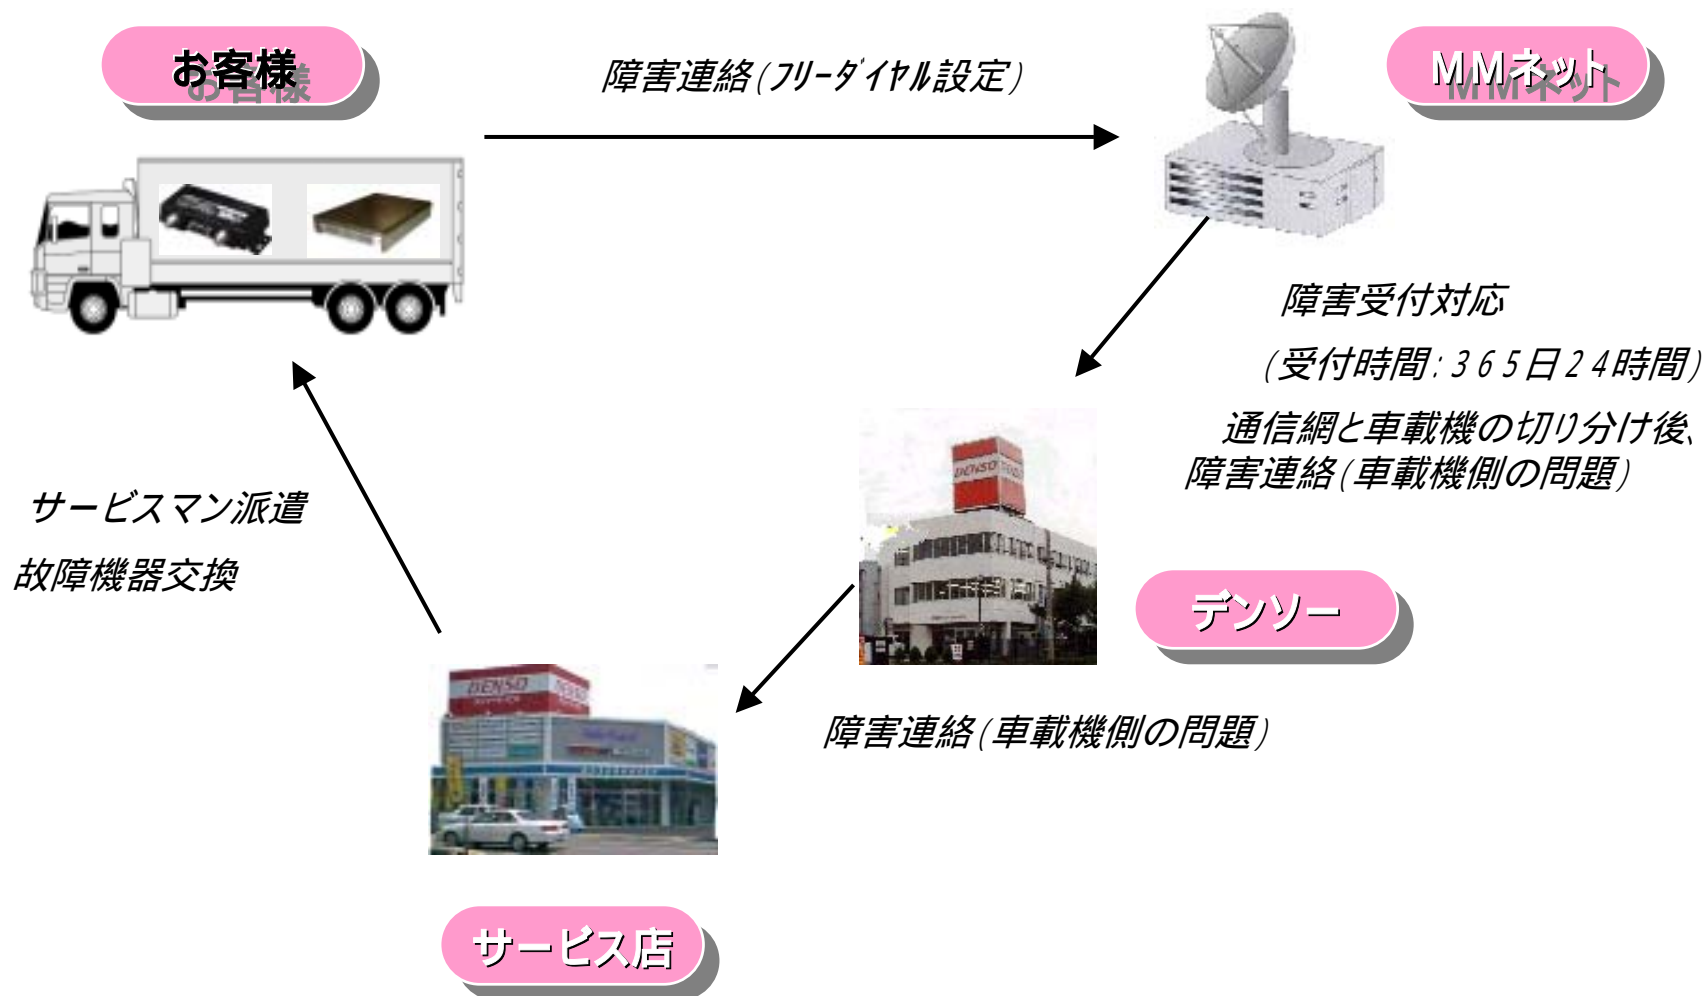 お客様
障害連絡(フリーダイヤル設定)
MMネット
障害受付対応
(受付時間:365日24時間)
通信網と車載機の切り分け後、
障害連絡(車載機側の問題)
サービスマン派遣
故障機器交換
DENSO
デンソー
DENSO
障害連絡(車載機側の問題)
サービス店